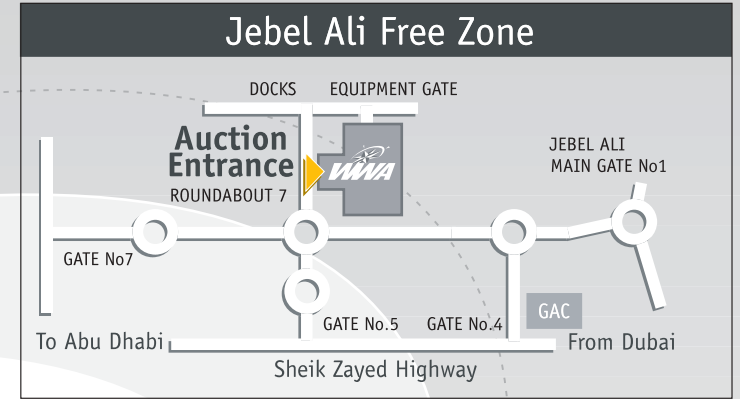 Jebel Ali Free Zone
DOCKS
EQUIPMENT GATE
Auction
Entrance
WWA
ROUNDABOUT 7
JEBEL ALI
MAIN GATE No1
GATE No7
GATE No.5
GATE No.4
GAC
To Abu Dhabi
From Dubai
Sheik Zayed Highway